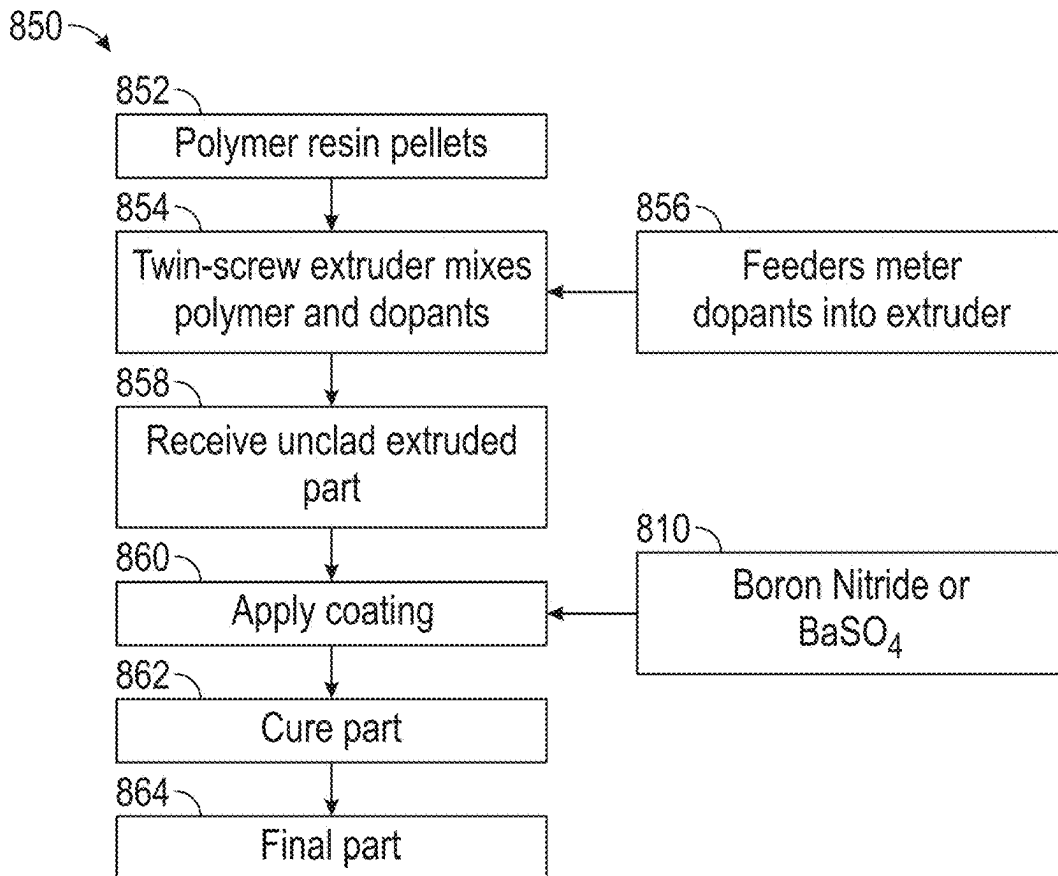 850
852
Polymer resin pellets
854
Twin-screw extruder mixes
polymer and dopants
856
Feeders meter
dopants into extruder
858
Receive unclad extruded
part
860
Apply coating
810
Boron Nitride or
BaSO4
862
Cure part
864
Final part